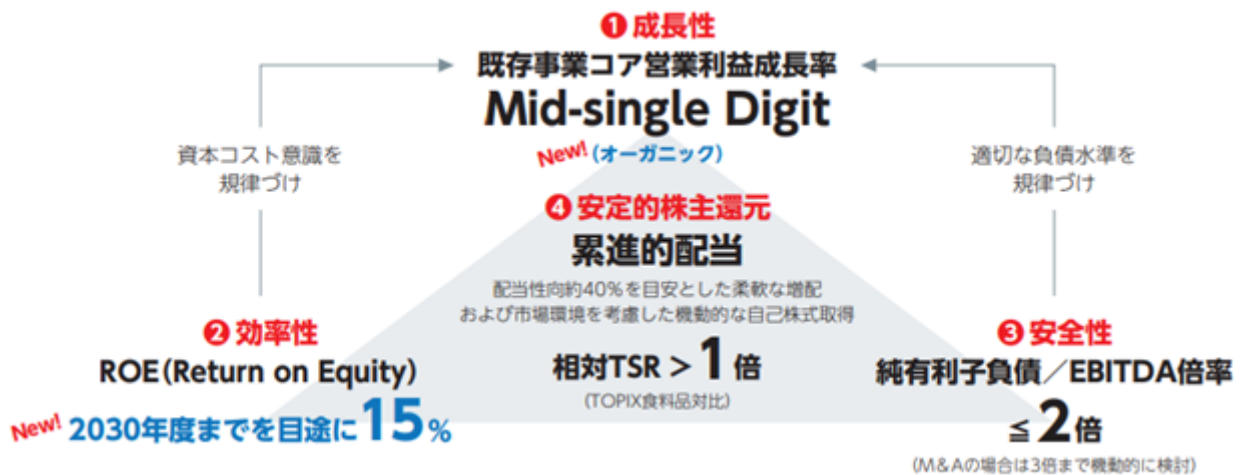 ❶ 成長性
既存事業コア営業利益成長率
Mid-single Digit
New! (オーガニック)
資本コスト意識を
規律づけ
適切な負債水準を
規律づけ
❹ 安定的株主還元
累進的配当
配当性向約40%を目安とした柔軟な増配
および市場環境を考慮した機動的な自己株式取得
相対TSR > 1 倍
(TOPIX食料品対比)
❷ 効率性
ROE(Return on Equity)
New! 2030年度までを目途に15%
❸ 安全性
純有利子負債／EBITDA倍率
≦ 2倍
(M&Aの場合は3倍まで機動的に検討)